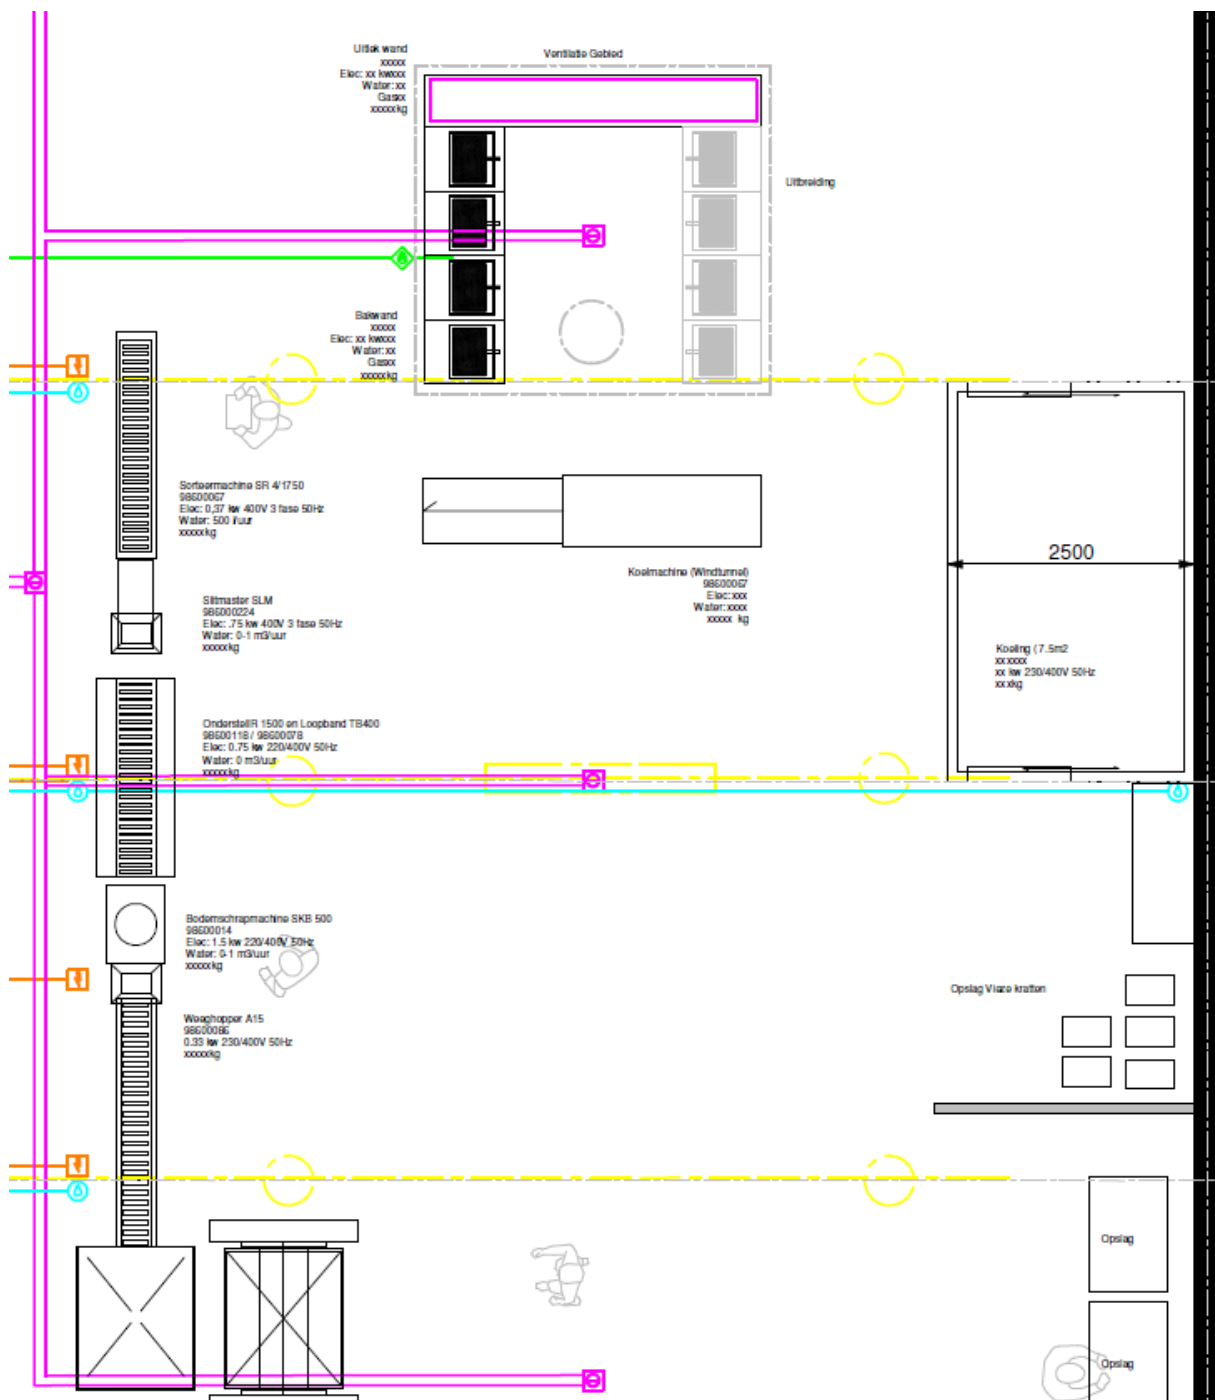 Uitlek wand
xxxxx
Elec: xx kwxxx
Water: xx
Gasxx
xxxxxkg
Ventilatie Gebied
Uitbreiding
Bakwand
xxxxx
Elec: xx kwxxx
Water: xx
Gasxx
xxxxxkg
Sorteermachine SR 4/1750
98600067
Elec: 0,37 kw 400V 3 fase 50Hz
Water: 500 l/uur
xxxxxkg
Koelmachine (Windtunnel)
98600067
Elec: xxx
Water: xxxx
xxxxx kg
2500
Slitmaster SLM
986000224
Elec: .75 kw 400V 3 fase 50Hz
Water: 0-1 m3/uur
xxxxxkg
Koeling (7.5m2
xx xxxx
xx kw 230/400V 50Hz
xx xkg
OnderstellR 1500 en Loopband TB400
98600118 / 98600078
Elec: 0.75 kw 220/400V 50Hz
Water: 0 m3/uur
xxxxxkg
Bodemschrapmachine SKB 500
98600014
Elec: 1.5 kw 220/400V 50Hz
Water: 0-1 m3/uur
xxxxxkg
Opslag Vieze kratten
Weeghopper A15
98600086
0.33 kw 230/400V 50Hz
xxxxxkg
Opslag
Opslag